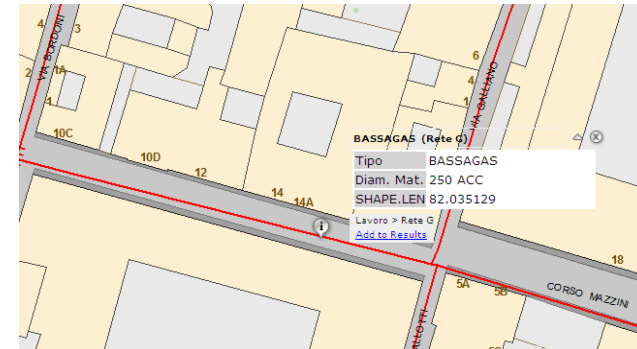 4
3
VIA BORDONI
2
1A
1
10C
10D
12
14
14A
6
4
1
VIA GALLIANO
BASSAGAS (Rete G)
Tipo BASSAGAS
Diam. Mat. 250 ACC
SHAPE.LEN 82.035129
Lavoro > Rete G
Add to Results
18
5A
5B
CORSO MAZZINI